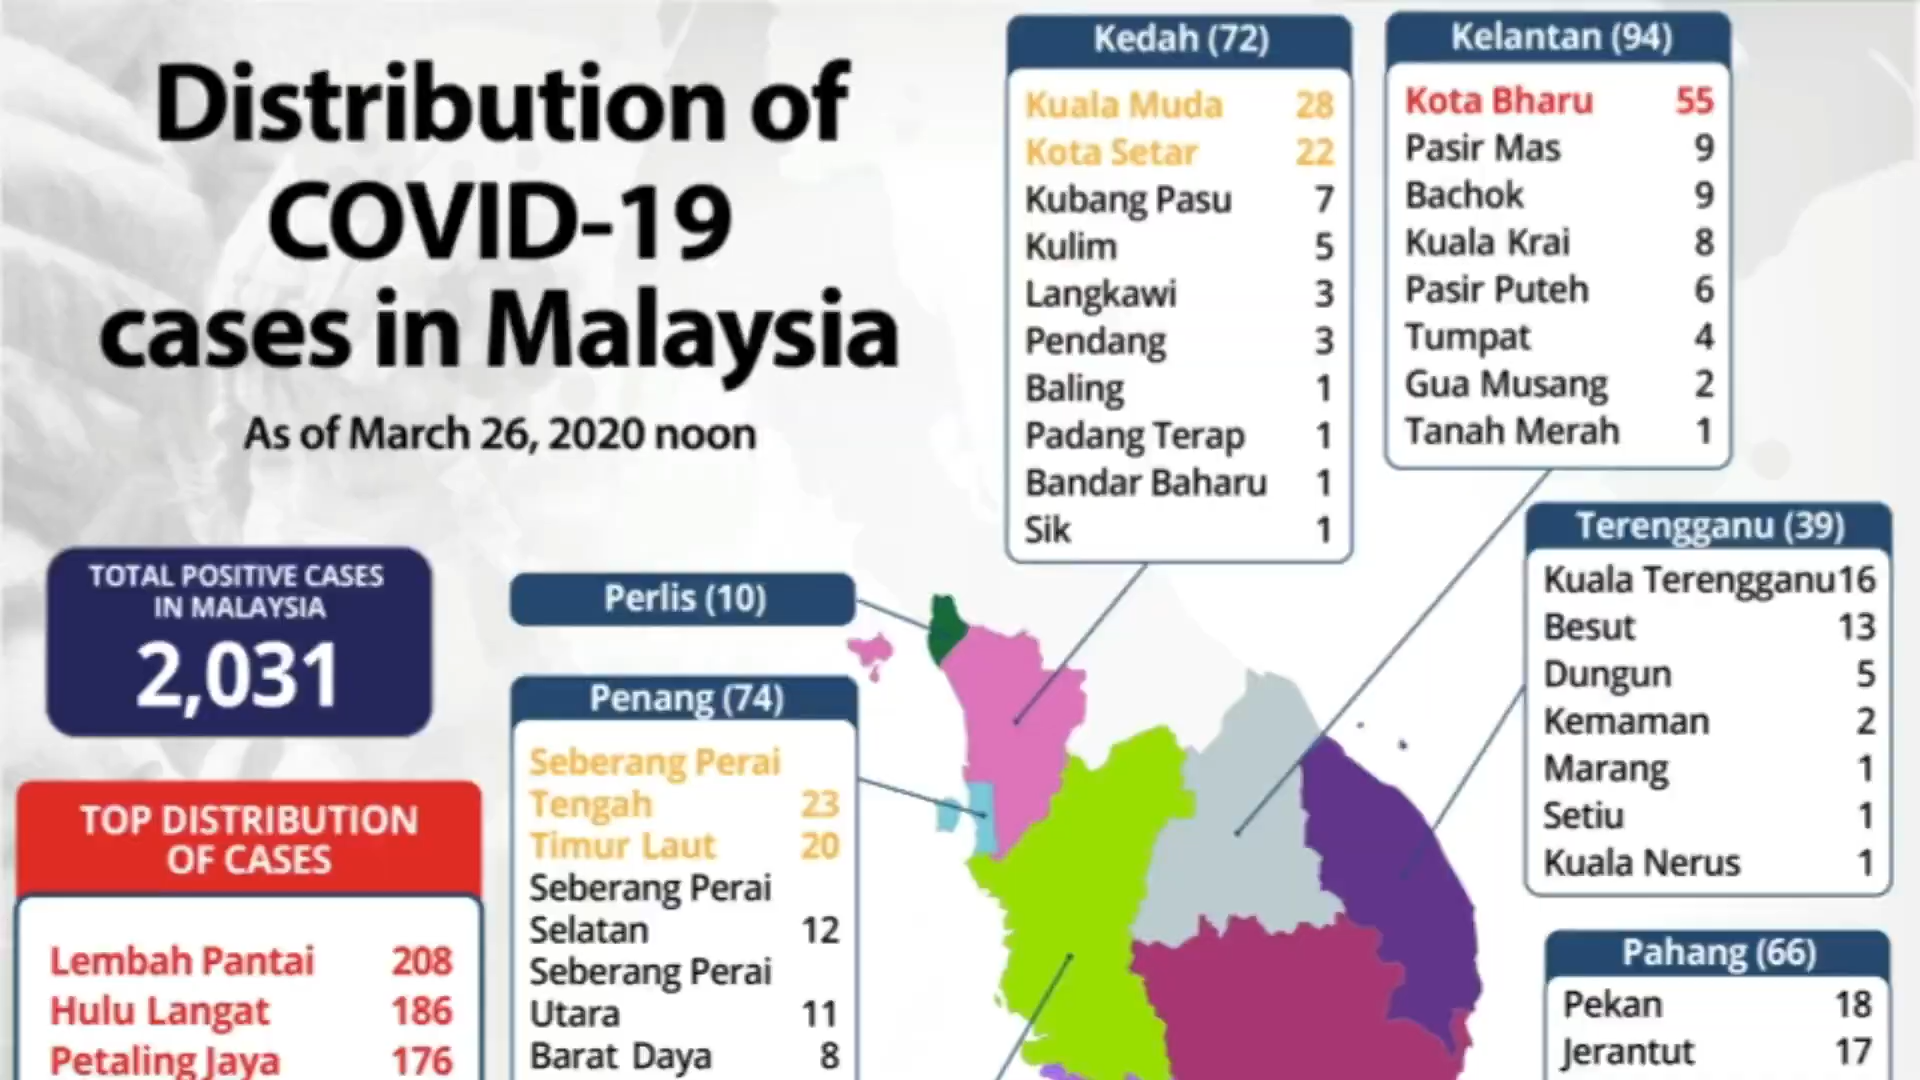 Distribution of
COVID-19
cases in Malaysia
As of March 26, 2020 noon
TOTAL POSITIVE CASES
IN MALAYSIA
2,031
TOP DISTRIBUTION
OF CASES
Lembah Pantai 208
Hulu Langat 186
Petaling Jaya 176
Perlis (10)
Penang (74)
Seberang Perai
Tengah 23
Timur Laut 20
Seberang Perai
Selatan 12
Seberang Perai
Utara 11
Barat Daya 8
Kedah (72)
Kuala Muda 28
Kota Setar 22
Kubang Pasu 7
Kulim 5
Langkawi 3
Pendang 3
Baling 1
Padang Terap 1
Bandar Baharu 1
Sik 1
Kelantan (94)
Kota Bharu 55
Pasir Mas 9
Bachok 9
Kuala Krai 8
Pasir Puteh 6
Tumpat 4
Gua Musang 2
Tanah Merah 1
Terengganu (39)
Kuala Terengganu 16
Besut 13
Dungun 5
Kemaman 2
Marang 1
Setiu 1
Kuala Nerus 1
Pahang (66)
Pekan 18
Jerantut 17